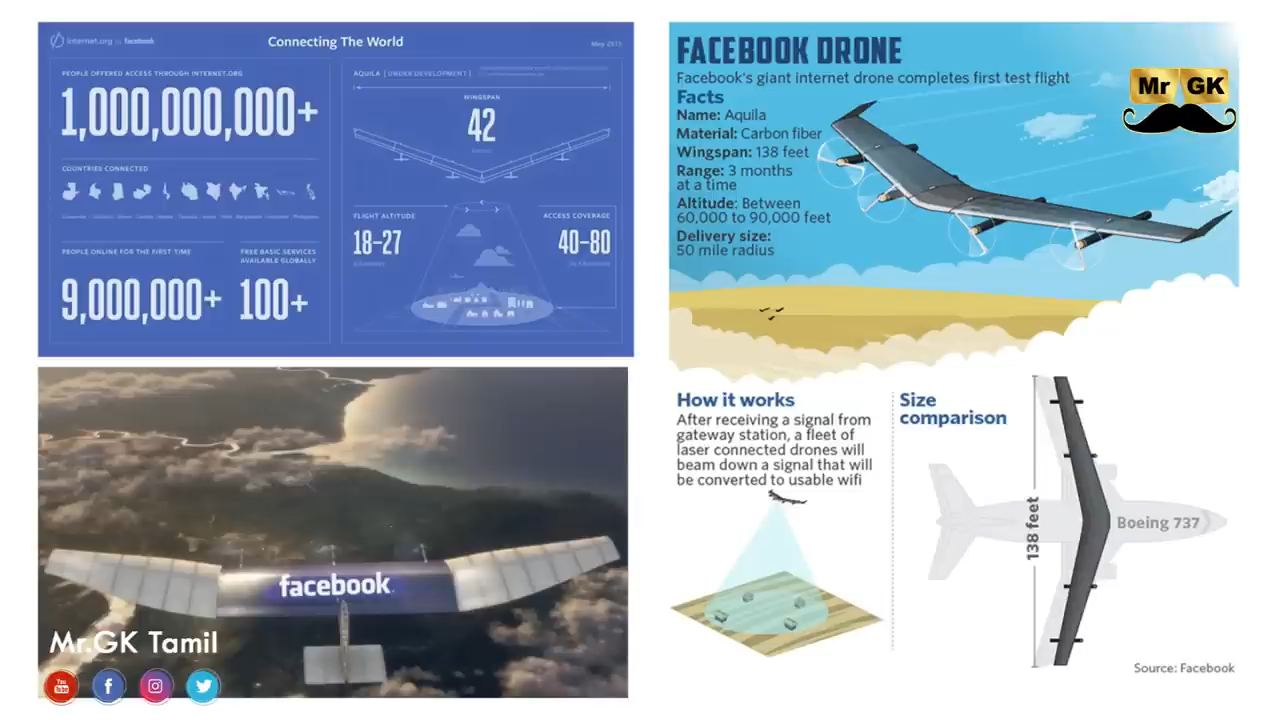 internet.org by facebook
Connecting The World
May 2015
PEOPLE OFFERED ACCESS THROUGH INTERNET.ORG
1,000,000,000+
COUNTRIES CONNECTED
PEOPLE ONLINE FOR THE FIRST TIME
9,000,000+
FREE BASIC SERVICES
AVAILABLE GLOBALLY
100+
AQUILA [ UNDER DEVELOPMENT ]
WINGSPAN
42
FLIGHT ALTITUDE
18–27
ACCESS COVERAGE
40–80
facebook
Mr.GK Tamil
You
Tube
FACEBOOK DRONE
Facebook's giant internet drone completes first test flight
Mr GK
Facts
Name: Aquila
Material: Carbon fiber
Wingspan: 138 feet
Range: 3 months
at a time
Altitude: Between
60,000 to 90,000 feet
Delivery size:
50 mile radius
How it works
After receiving a signal from
gateway station, a fleet of
laser connected drones will
beam down a signal that will
be converted to usable wifi
Size
comparison
138 feet
Boeing 737
Source: Facebook